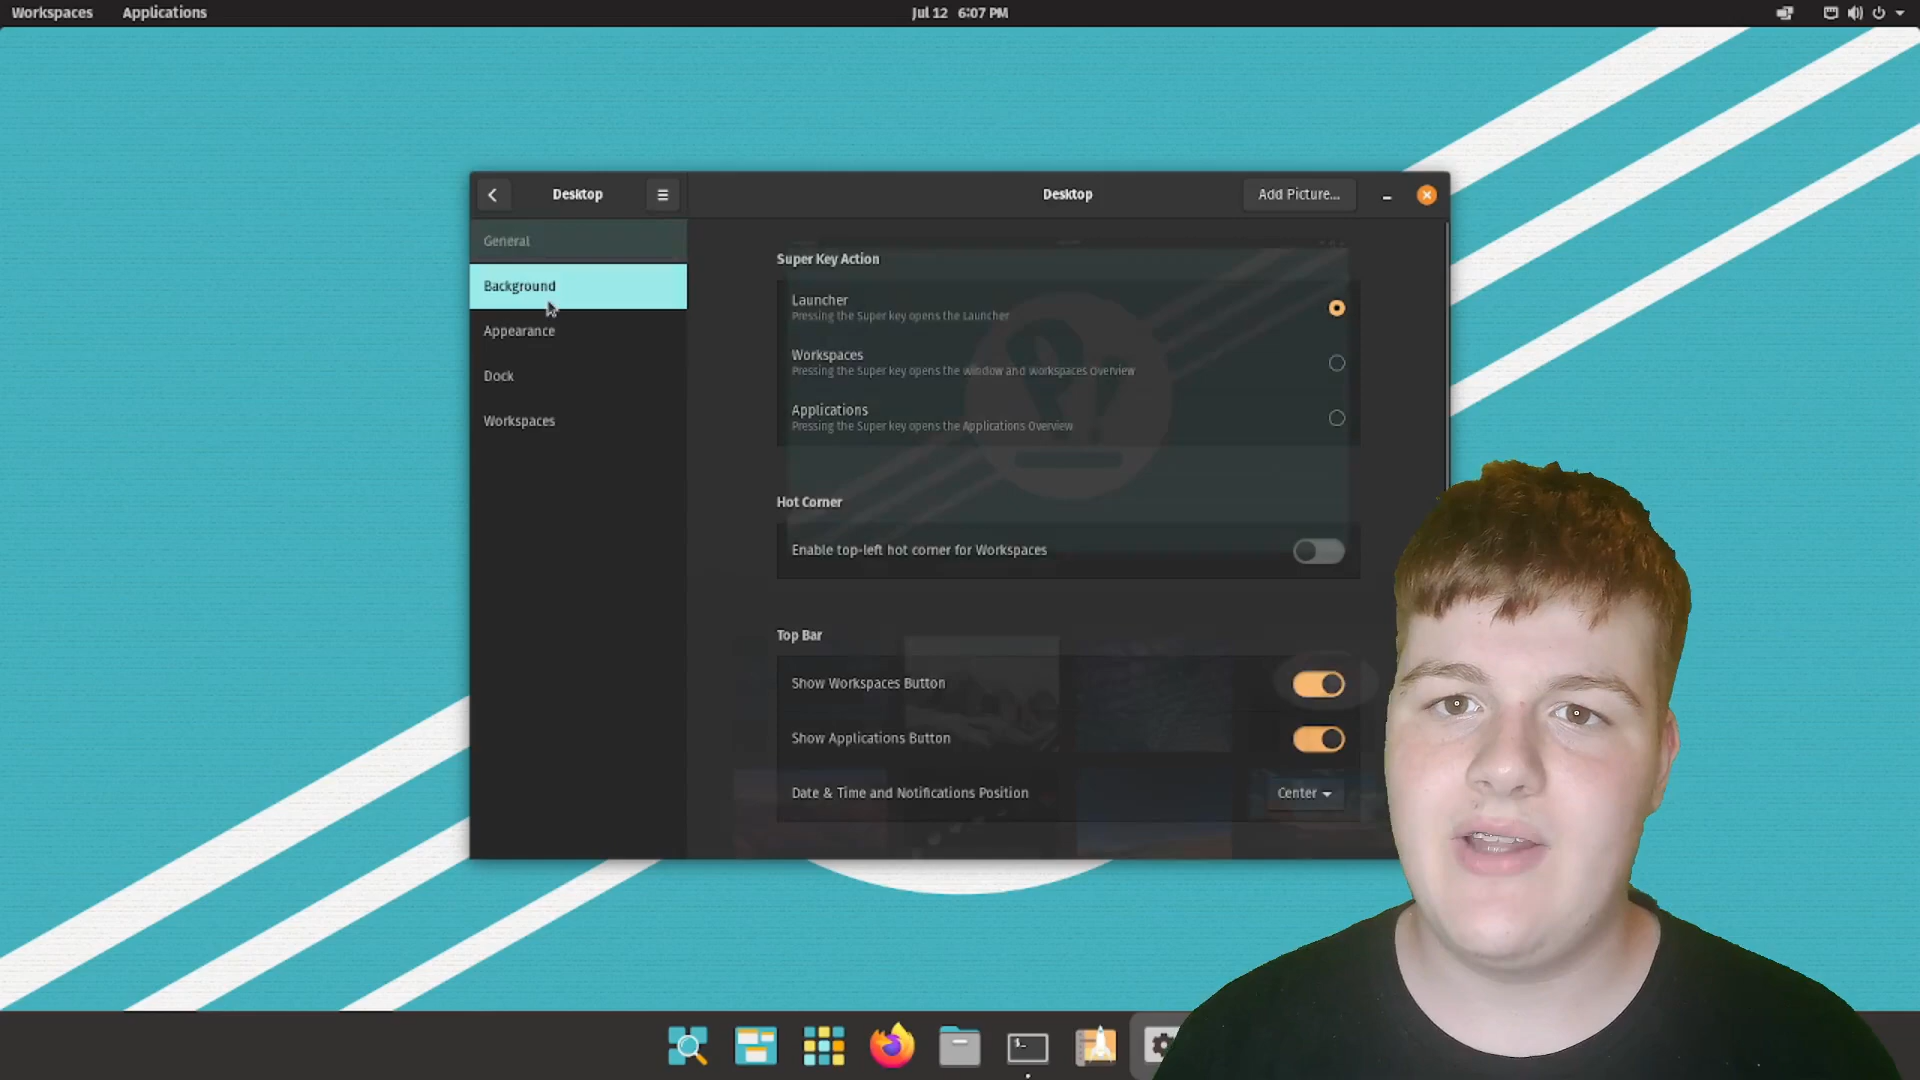 Workspaces Applications Jul 12 6:07 PM
Desktop Desktop Add Picture...
General
Background
Appearance
Dock
Workspaces
Super Key Action
Launcher
Pressing the Super key opens the Launcher
Workspaces
Pressing the Super key opens the window and workspaces Overview
Applications
Pressing the Super key opens the Applications Overview
Hot Corner
Enable top-left hot corner for Workspaces
Top Bar
Show Workspaces Button
Show Applications Button
Date & Time and Notifications Position Center